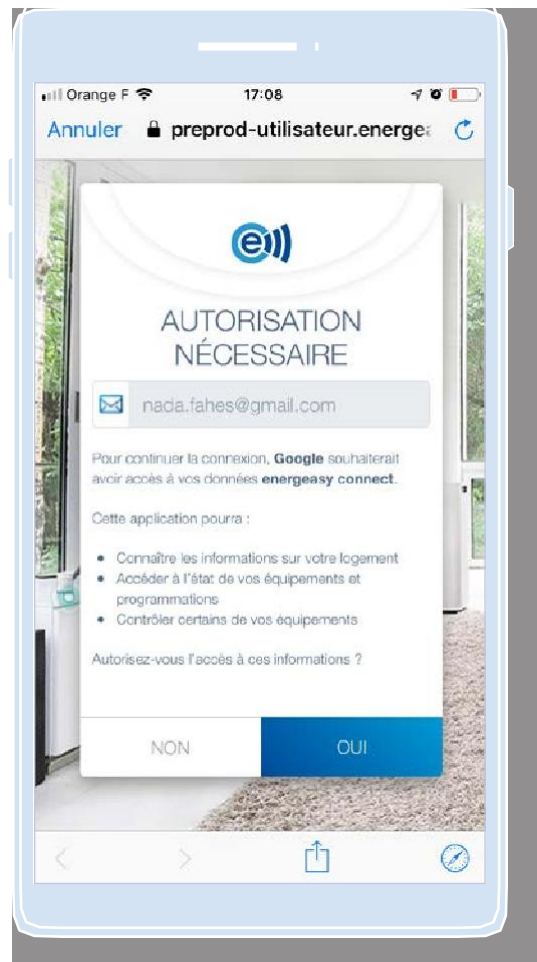 Orange F 17:08
Annuler preprod-utilisateur.energea
e
AUTORISATION
NÉCESSAIRE
nada.fahes@gmail.com
Pour continuer la connexion, Google souhaiterait
avoir accès à vos données energeasy connect.
Cette application pourra :
• Connaître les informations sur votre logement
• Accéder à l'état de vos équipements et
programmations
• Contrôler certains de vos équipements
Autorisez-vous l'accès à ces informations ?
NON OUI